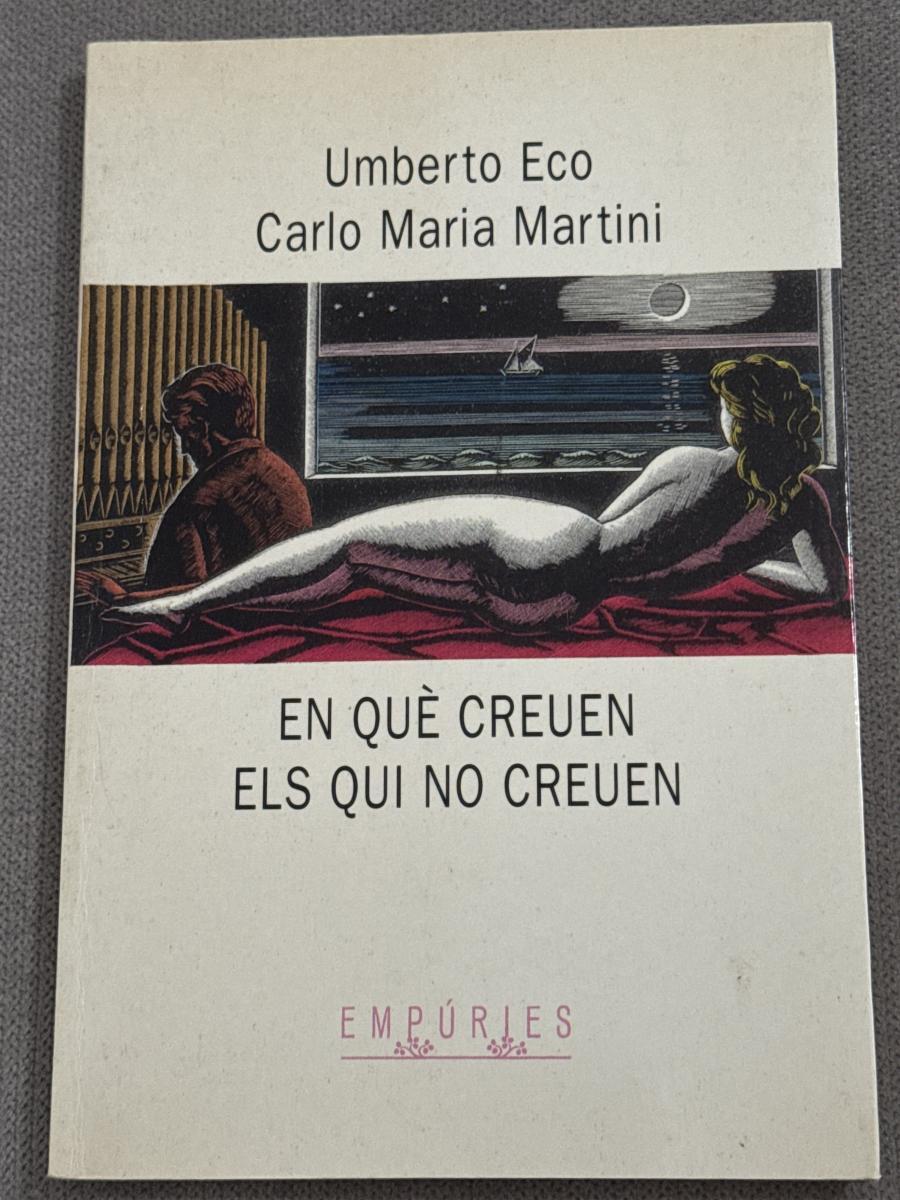 Umberto Eco
Carlo Maria Martini
EN QUÈ CREUEN
ELS QUI NO CREUEN
EMPÚRIES